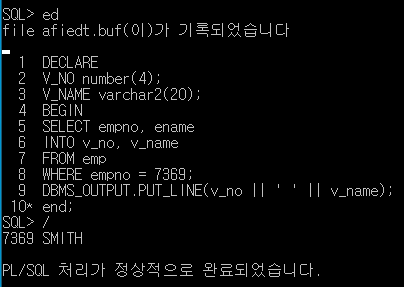 SQL> ed
file afiedt.buf(이)가 기록되었습니다
1 DECLARE
2 V_NO number(4);
3 V_NAME varchar2(20);
4 BEGIN
5 SELECT empno, ename
6 INTO v_no, v_name
7 FROM emp
8 WHERE empno = 7369;
9 DBMS_OUTPUT.PUT_LINE(v_no || ' ' || v_name);
10* end;
SQL> /
7369 SMITH
PL/SQL 처리가 정상적으로 완료되었습니다.